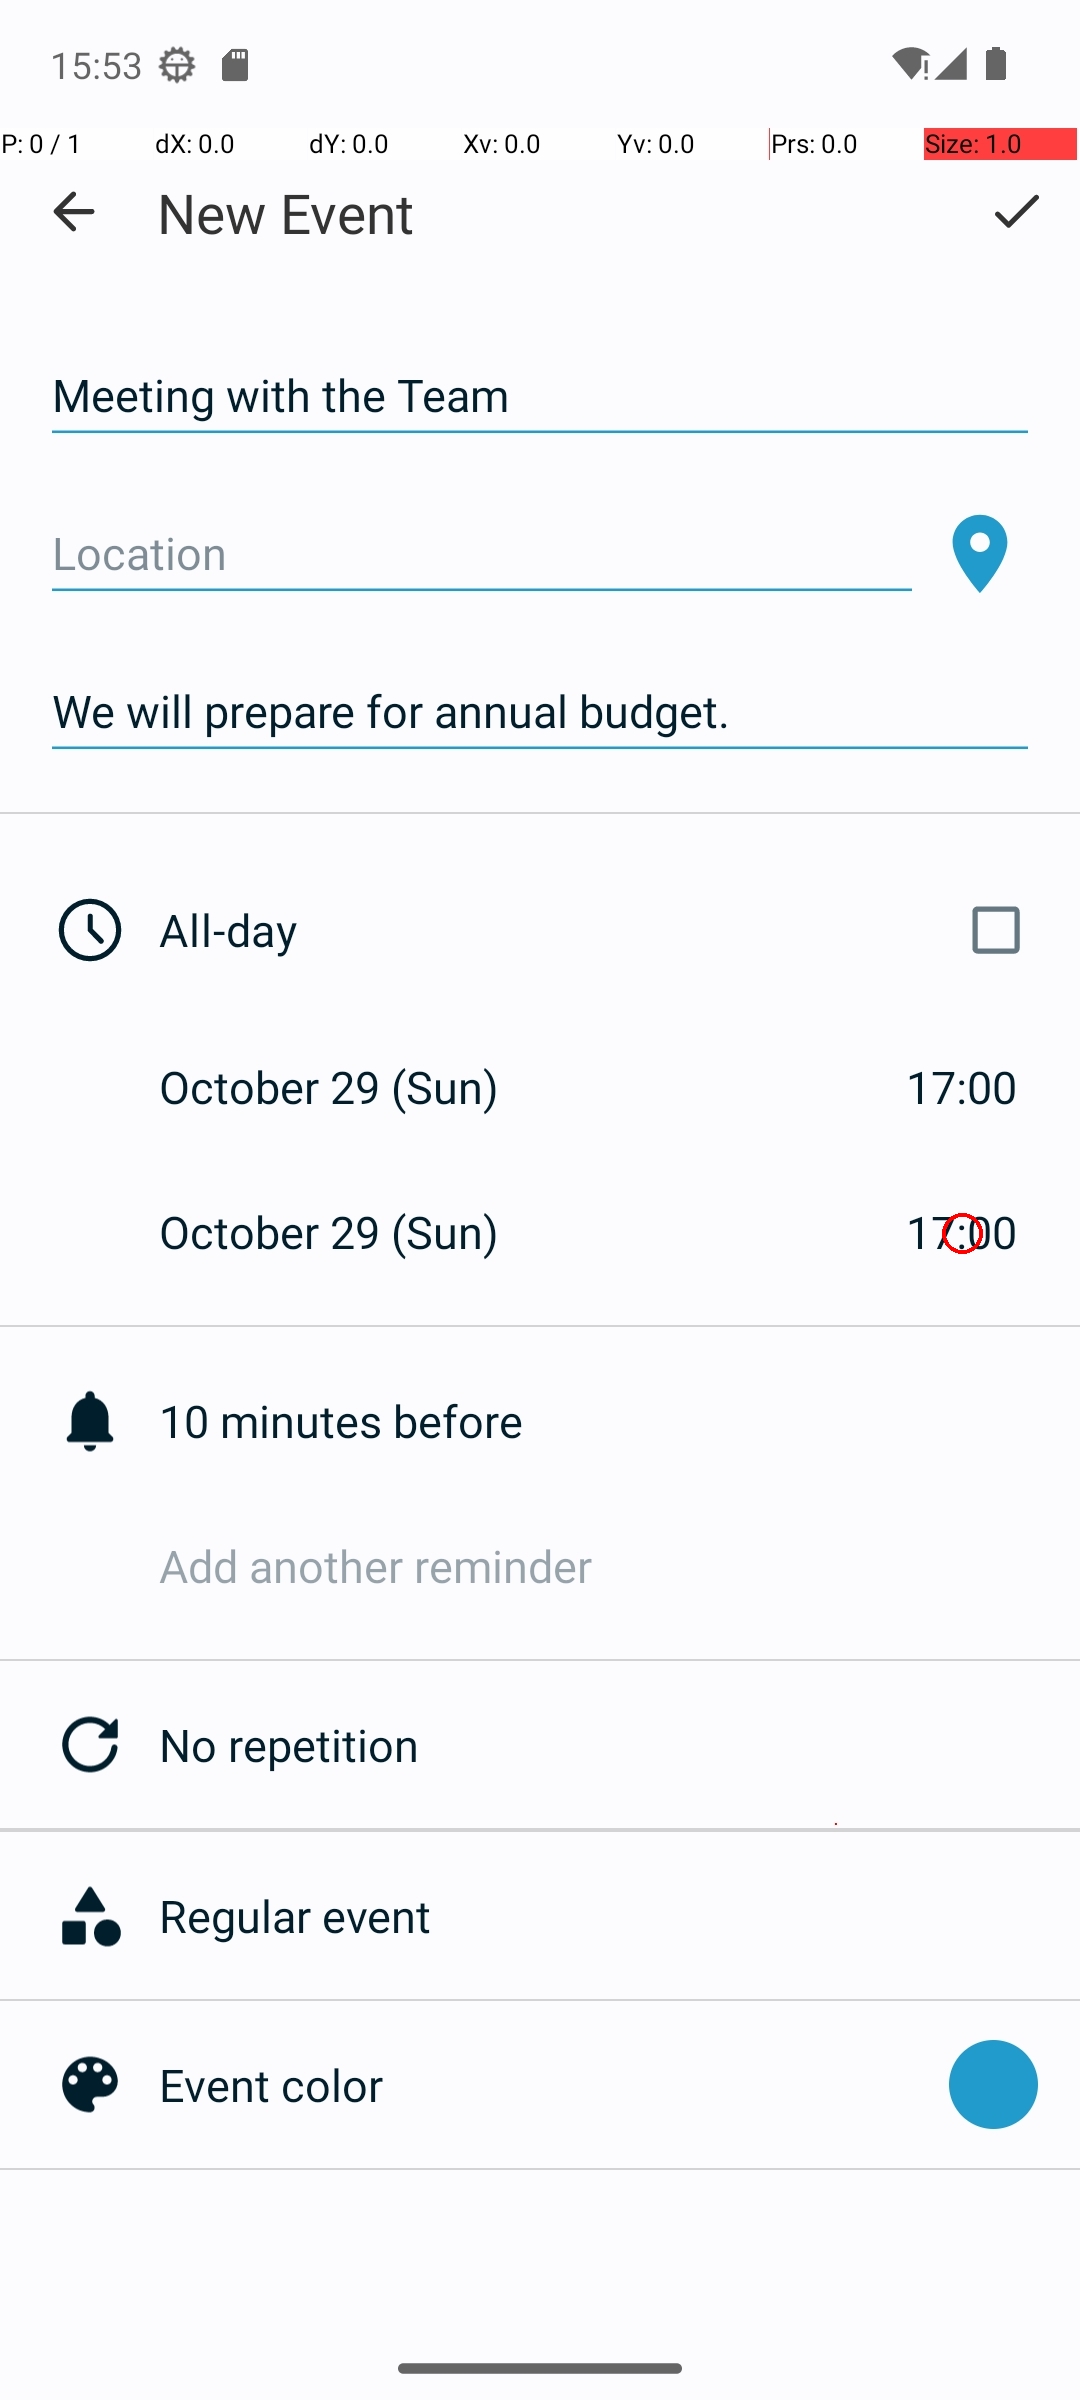 15:53
P: 0 / 1 dX: 0.0 dY: 0.0 Xv: 0.0 Yv: 0.0 Prs: 0.0 Size: 1.0
New Event
Meeting with the Team
Location
We will prepare for annual budget.
All-day
October 29 (Sun) 17:00
October 29 (Sun) 17:00
10 minutes before
Add another reminder
No repetition
Regular event
Event color